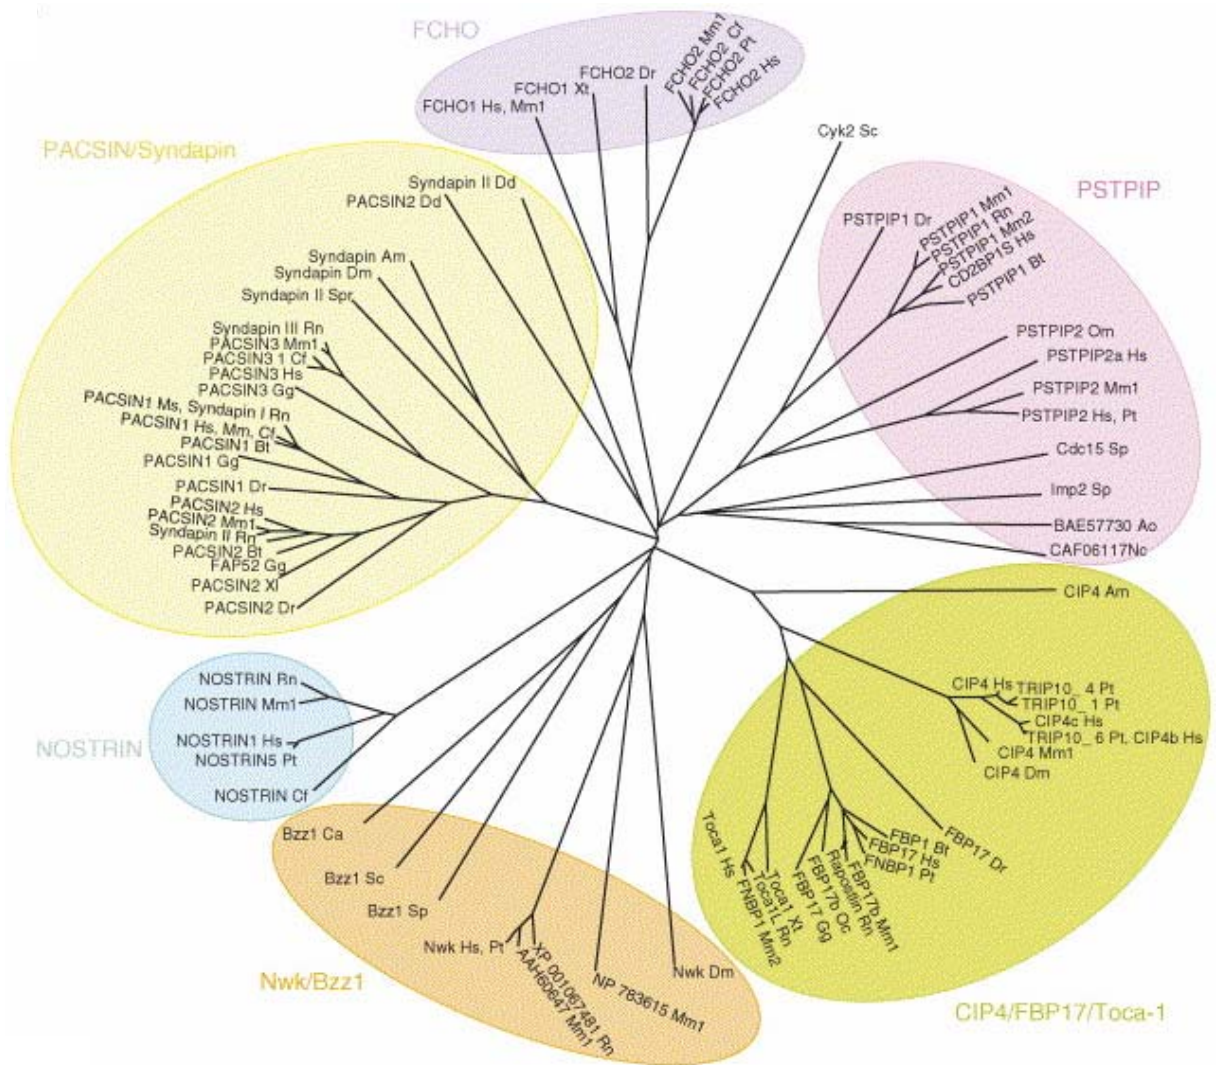 FCHO
FCHO1 Hs, Mm1
FCHO1 Xt
FCHO2 Dr
FCHO2 Mm1
FCHO2 Cf
FCHO2 Pt
FCHO2 Hs
Cyk2 Sc
PSTPIP
PSTPIP1 Dr
PSTPIP1 Mm1
PSTPIP1 Rn
PSTPIP1 Mm2
CD2BP1S Hs
PSTPIP1 Bt
PSTPIP2 Om
PSTPIP2a Hs
PSTPIP2 Mm1
PSTPIP2 Hs, Pt
Cdc15 Sp
Imp2 Sp
BAE57730 Ao
CAF06117Nc
PACSIN/Syndapin
Syndapin II Dd
PACSIN2 Dd
Syndapin Am
Syndapin Dm
Syndapin II Spr
Syndapin III Rn
PACSIN3 Mm1
PACSIN3 1 Cf
PACSIN3 Hs
PACSIN3 Gg
PACSIN1 Ms, Syndapin I Rn
PACSIN1 Hs, Mm, Cf
PACSIN1 Bt
PACSIN1 Gg
PACSIN1 Dr
PACSIN2 Hs
PACSIN2 Mm1
Syndapin II Rn
PACSIN2 Bt
FAP52 Gg
PACSIN2 Xl
PACSIN2 Dr
NOSTRIN
NOSTRIN Rn
NOSTRIN Mm1
NOSTRIN1 Hs
NOSTRIN5 Pt
NOSTRIN Cf
Nwk/Bzz1
Bzz1 Ca
Bzz1 Sc
Bzz1 Sp
Nwk Hs, Pt
AAH60647 Mm1
XP 001067481 Rn
NP 783615 Mm1
Nwk Dm
CIP4/FBP17/Toca-1
CIP4 Am
CIP4 Hs
TRIP10_ 4 Pt
TRIP10_ 1 Pt
CIP4c Hs
TRIP10_ 6 Pt, CIP4b Hs
CIP4 Mm1
CIP4 Dm
FBP17 Dr
FBP1 Bt
FBP17 Hs
FNBP1 Pt
FBP17b Mm1
Rapostlin Rn
FBP17b Oc
FBP17 Gg
Toca1 Xt
Toca1L Rn
FNBP1 Mm2
Toca1 Hs